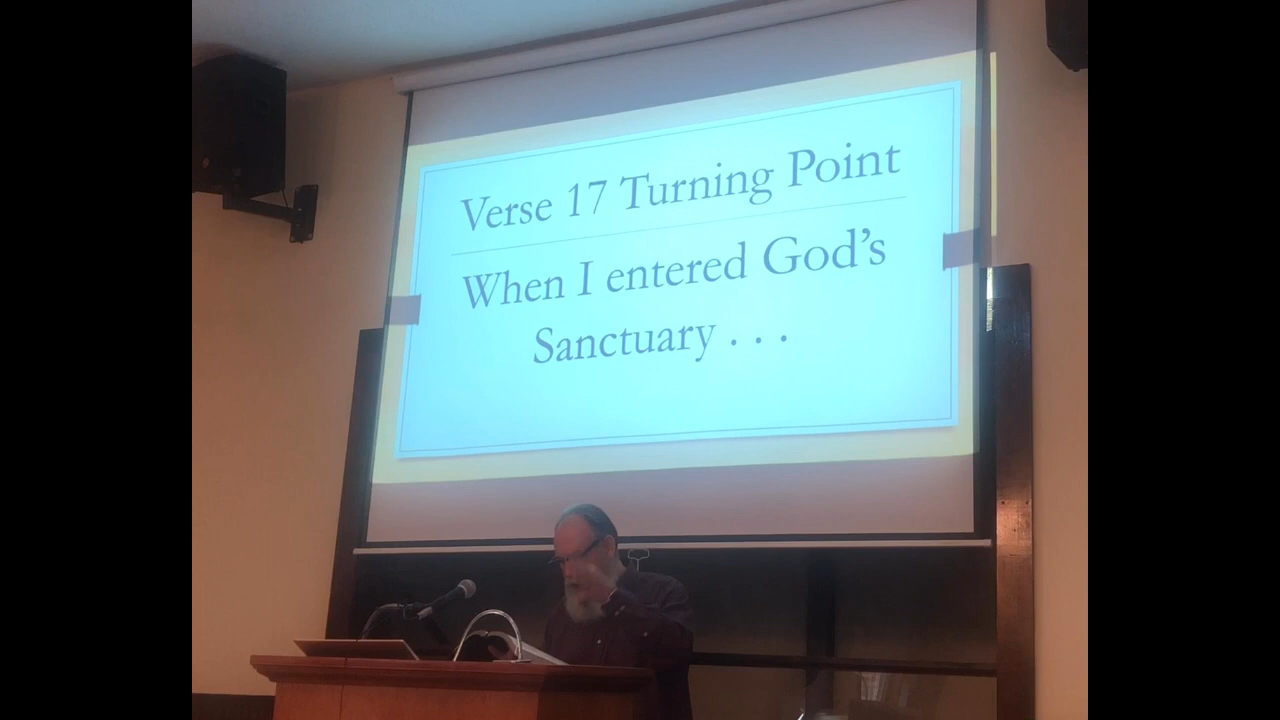 Verse 17 Turning Point
When I entered God’s
Sanctuary . . .